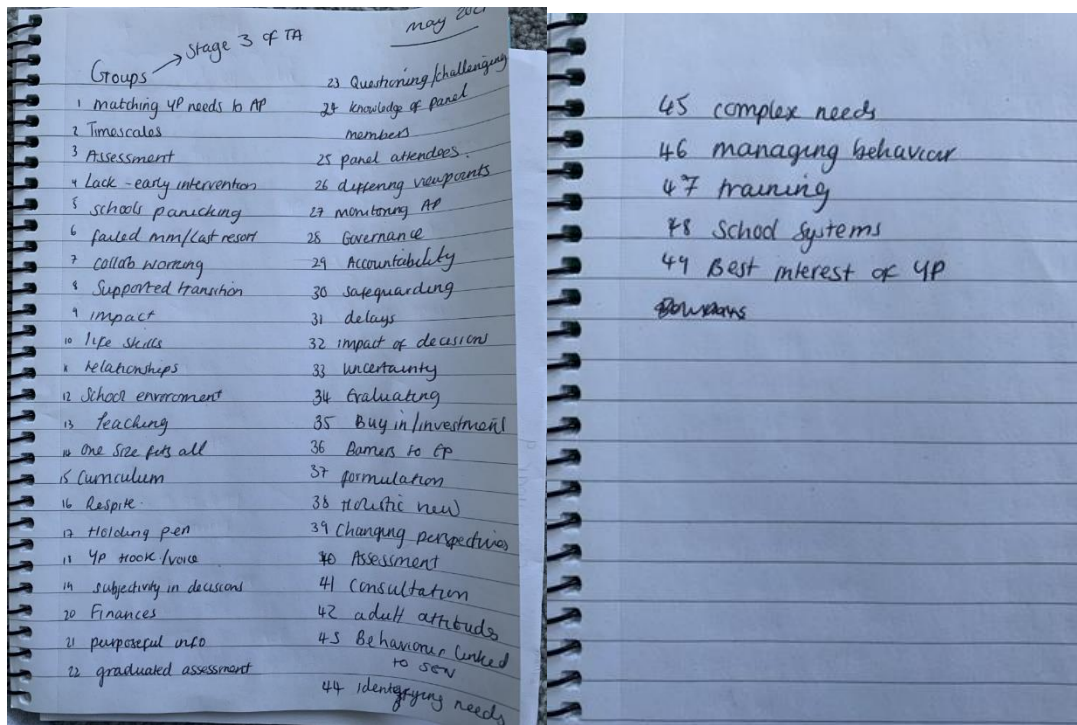 may
Groups → Stage 3 of TA
1 matching YP needs to AP
2 Timescales
3 Assessment
4 Lack - early intervention
5 schools panicking
6 failed mm/Last resort
7 collab working
8 Supported transition
9 impact
10 life skills
11 relationships
12 School enviroment
13 Teaching
14 one size fits all
15 Curriculum
16 Respite
17 Holding pen
18 YP Hook/voice
19 subjectivity in decisions
20 Finances
21 purposeful info
22 graduated assessment
23 Questioning/challenging
24 knowledge of panel
members
25 panel attendees.
26 differing viewpoints
27 monitoring AP
28 Governance
29 Accountability
30 safeguarding
31 delays
32 impact of decisions
33 uncertainty
34 Evaluating
35 Buy in/investment
36 Barriers to EP
37 formulation
38 Holistic view
39 Changing perspectives
40 Assessment
41 Consultation
42 adult attitudes
43 Behaviour linked
to SEN
44 Identifying needs
45 complex needs
46 managing behaviour
47 training
48 School Systems
49 Best interest of YP